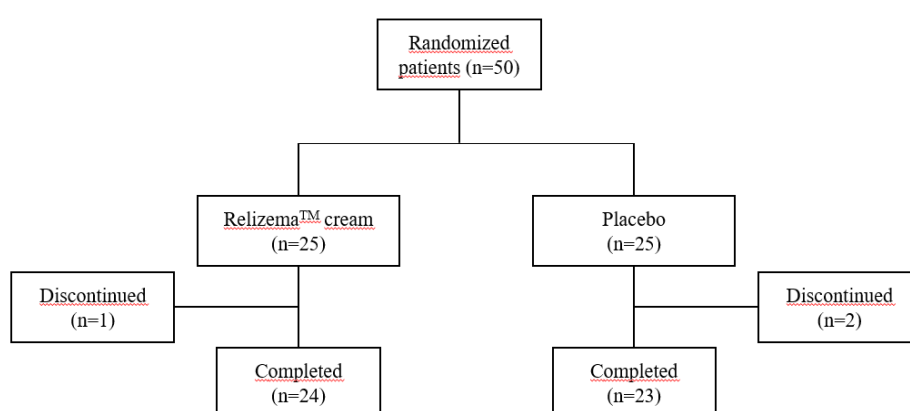 Randomized
patients (n=50)
Relizema™ cream
(n=25)
Placebo
(n=25)
Discontinued
(n=1)
Discontinued
(n=2)
Completed
(n=24)
Completed
(n=23)